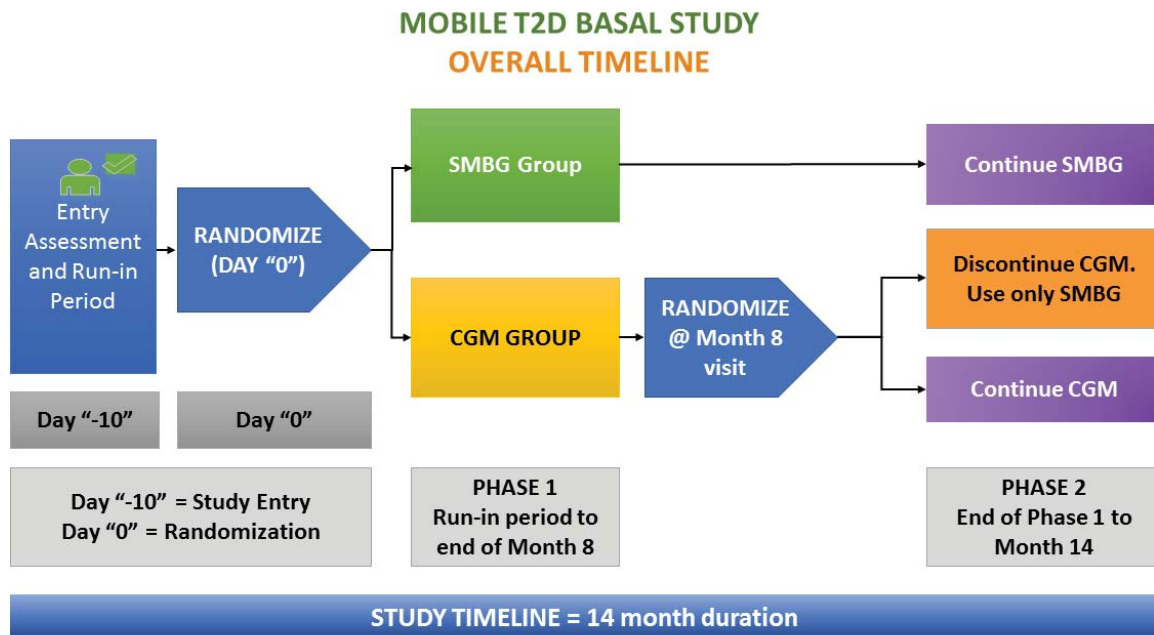 MOBILE T2D BASAL STUDY
OVERALL TIMELINE
Entry
Assessment
and Run-in
Period
RANDOMIZE
(DAY “0”)
SMBG Group
CGM GROUP
RANDOMIZE
@ Month 8
visit
Continue SMBG
Discontinue CGM.
Use only SMBG
Continue CGM
Day “-10”
Day “0”
Day “-10” = Study Entry
Day “0” = Randomization
PHASE 1
Run-in period to
end of Month 8
PHASE 2
End of Phase 1 to
Month 14
STUDY TIMELINE = 14 month duration